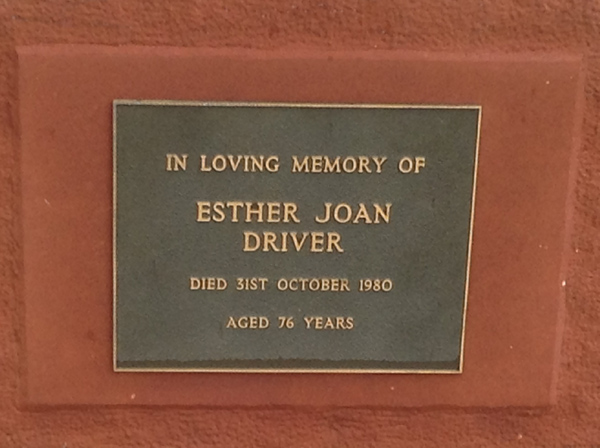 IN LOVING MEMORY OF
ESTHER JOAN
DRIVER
DIED 31ST OCTOBER 1980
AGED 76 YEARS